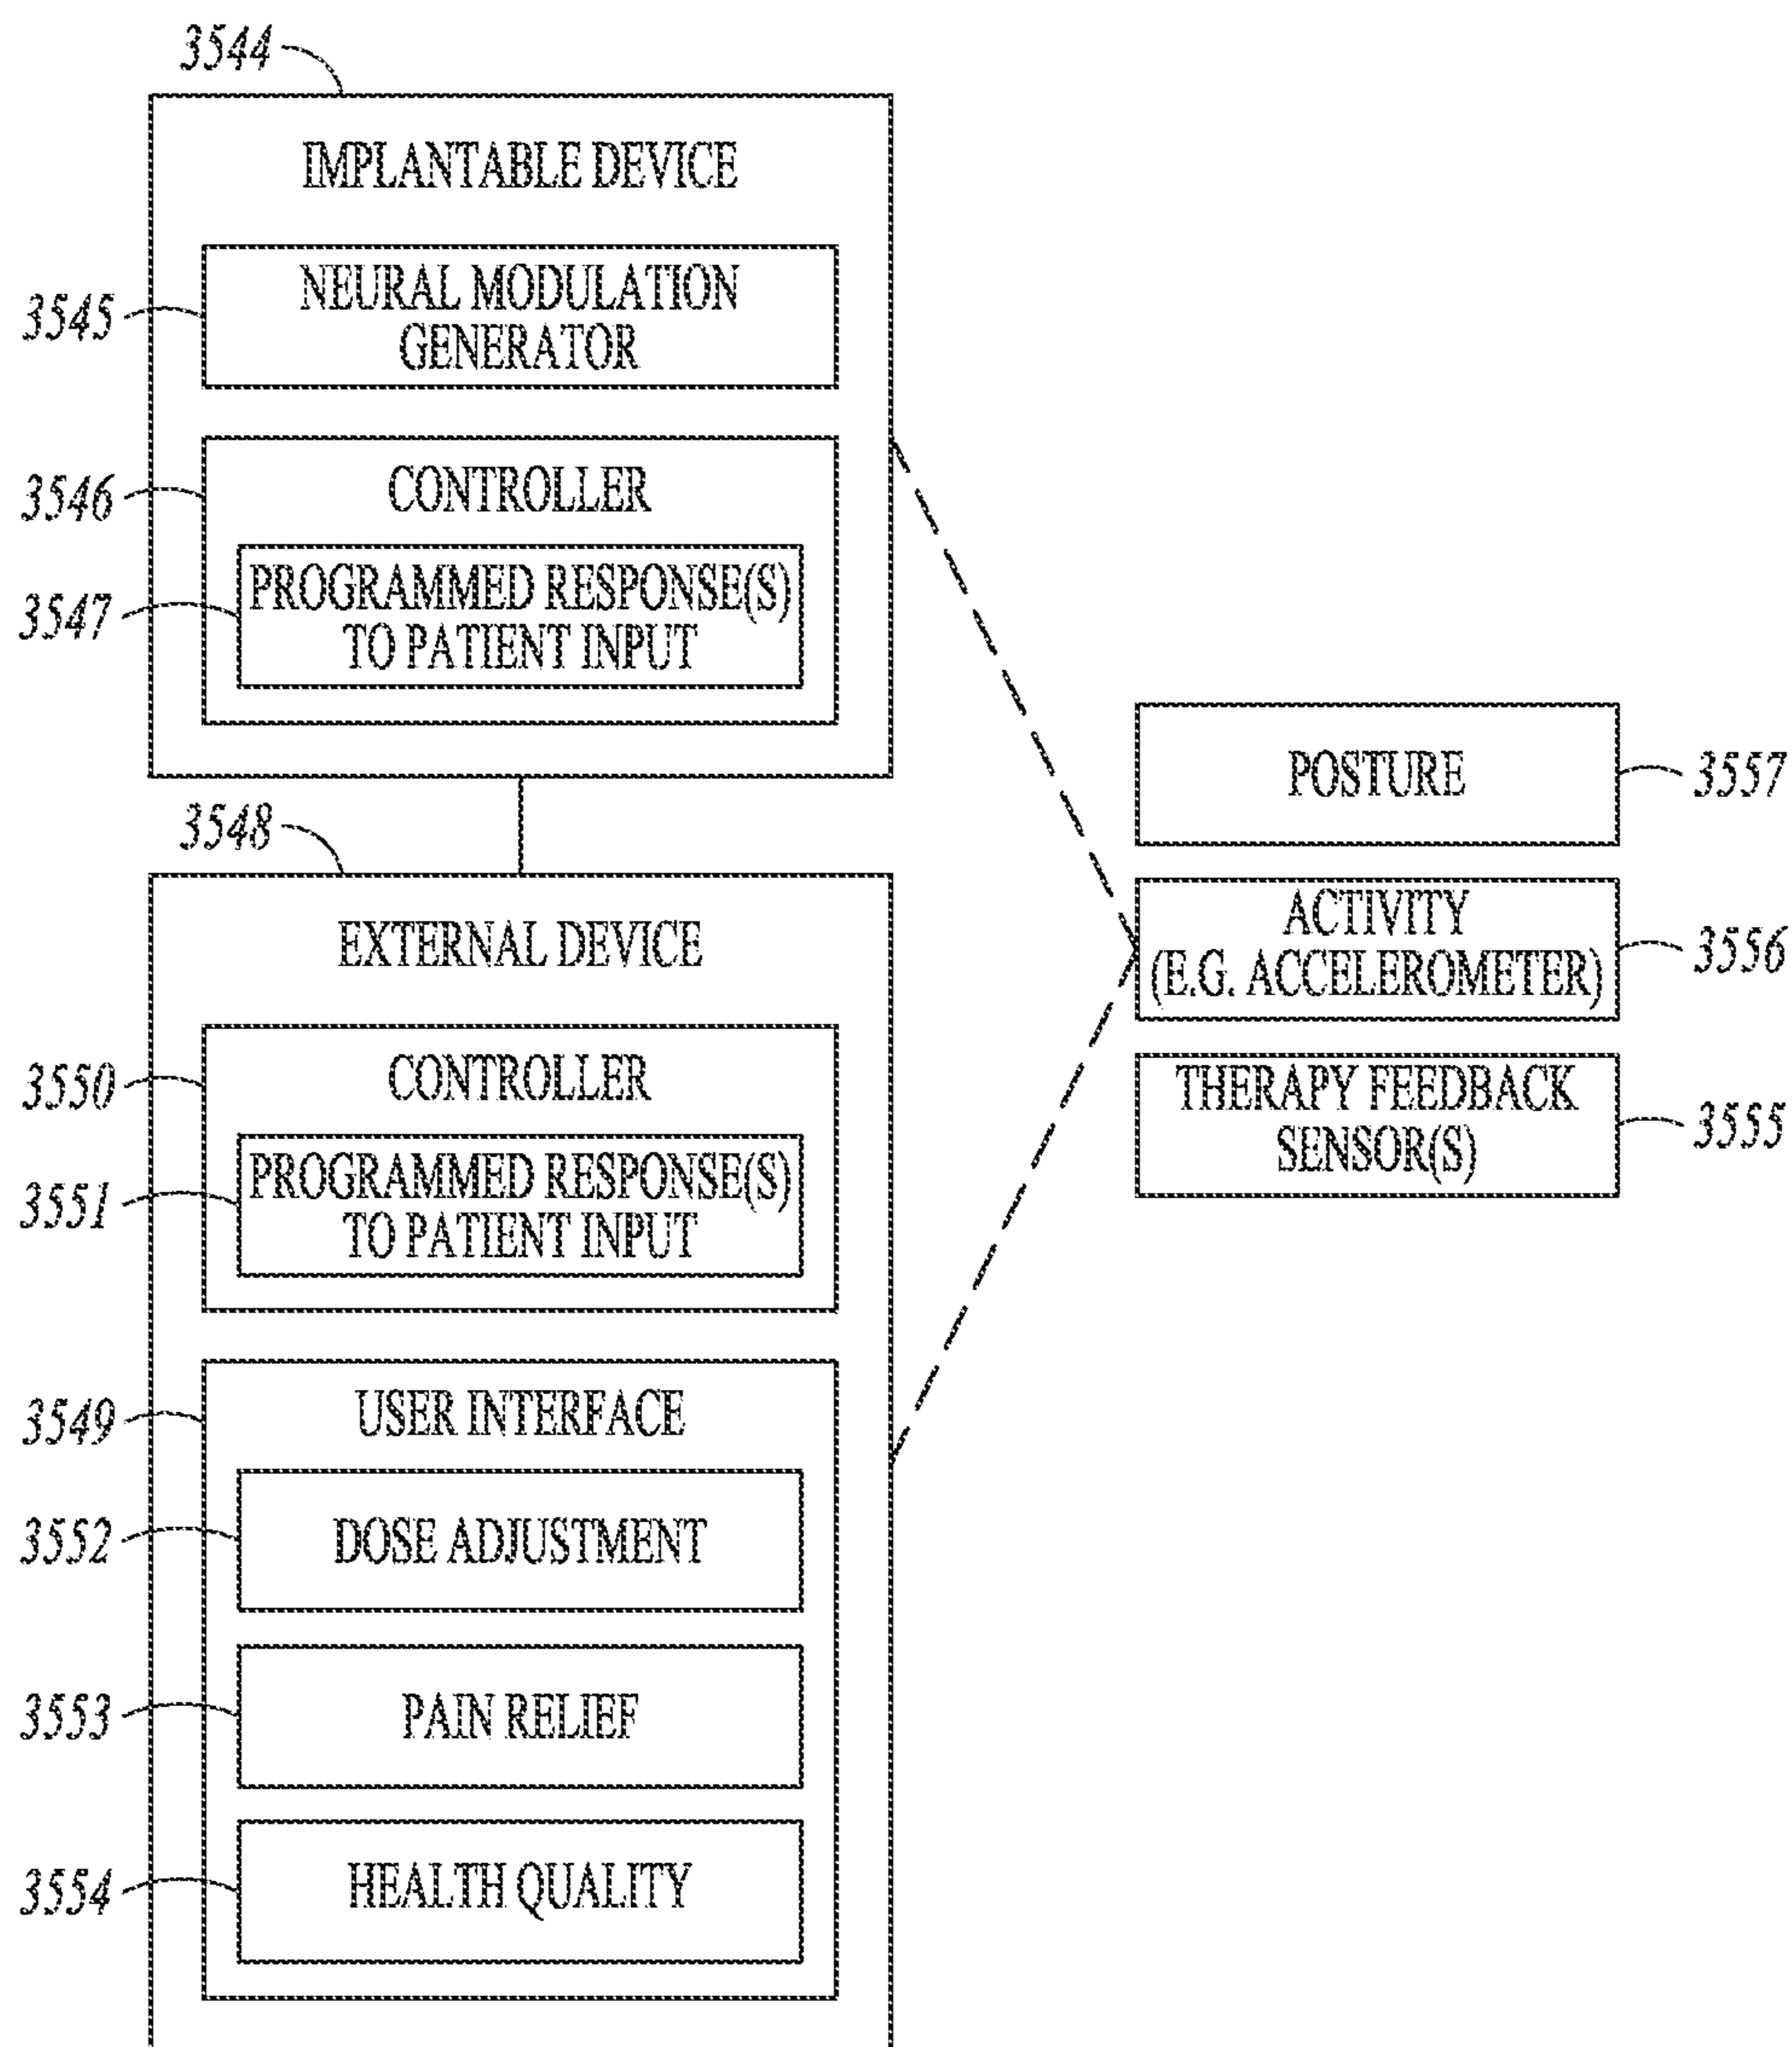 3544
IMPLANTABLE DEVICE
3545
NEURAL MODULATION
GENERATOR
3546
CONTROLLER
3547
PROGRAMMED RESPONSE(S)
TO PATIENT INPUT
3548
EXTERNAL DEVICE
3550
CONTROLLER
3551
PROGRAMMED RESPONSE(S)
TO PATIENT INPUT
3549
USER INTERFACE
3552
DOSE ADJUSTMENT
3553
PAIN RELIEF
3554
HEALTH QUALITY
POSTURE
3557
ACTIVITY
(E.G. ACCELEROMETER)
3556
THERAPY FEEDBACK
SENSOR(S)
3555